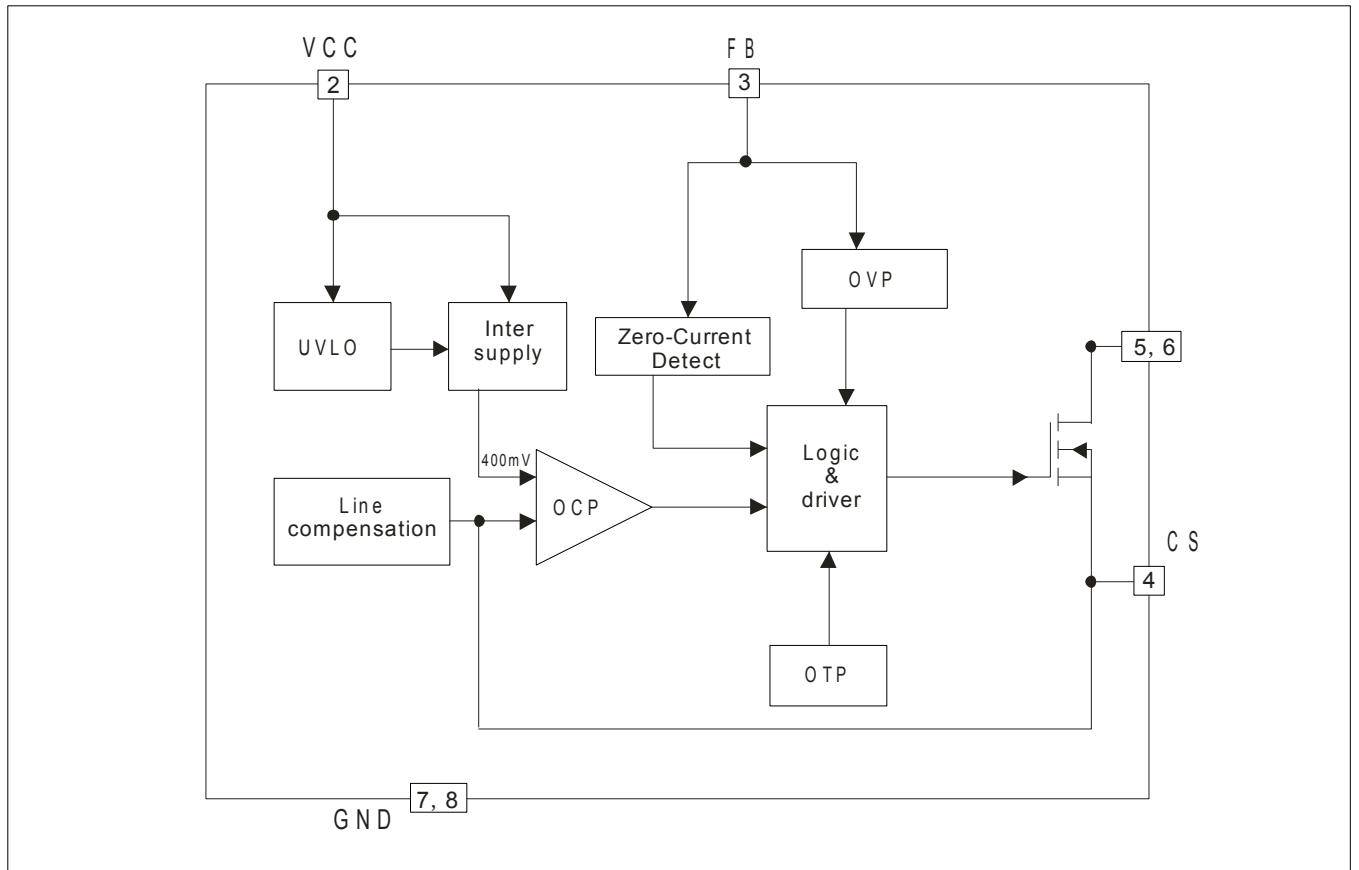 VCC
FB
2
3
OVP
UVLO
Inter
supply
Zero-Current
Detect
5, 6
400mV
Logic
&
driver
Line
compensation
OCP
CS
4
OTP
7, 8
GND